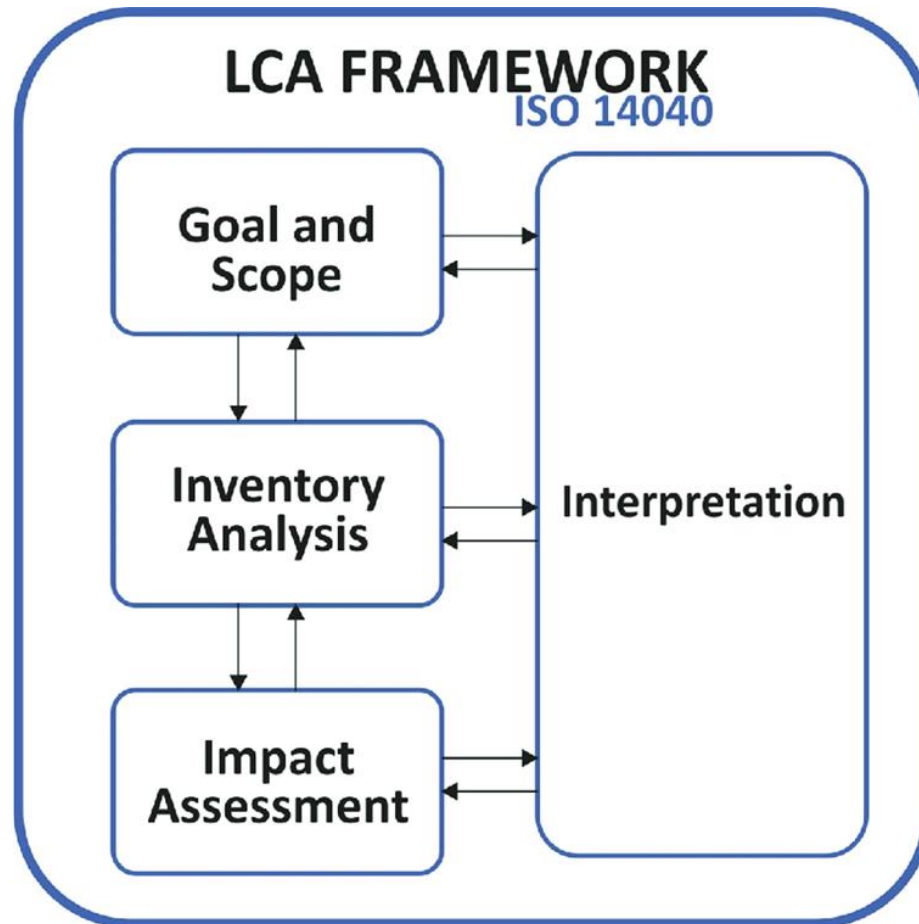 LCA FRAMEWORK
ISO 14040
Goal and
Scope
Inventory
Analysis
Interpretation
Impact
Assessment